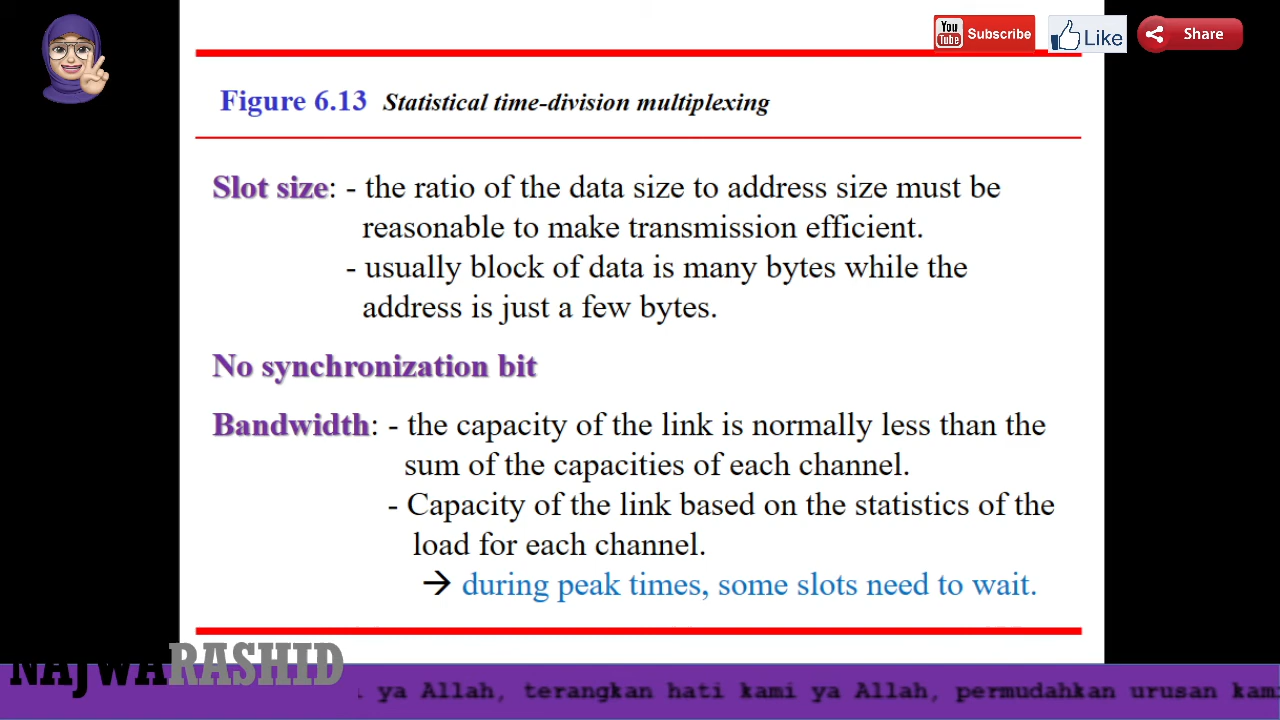 You
Tube
Subscribe
Like
Share
Figure 6.13 Statistical time-division multiplexing
Slot size: - the ratio of the data size to address size must be
reasonable to make transmission efficient.
- usually block of data is many bytes while the
address is just a few bytes.
No synchronization bit
Bandwidth: - the capacity of the link is normally less than the
sum of the capacities of each channel.
- Capacity of the link based on the statistics of the
load for each channel.
→ during peak times, some slots need to wait.
NAJWARASHID
ya Allah, terangkan hati kami ya Allah, permudahkan urusan kami